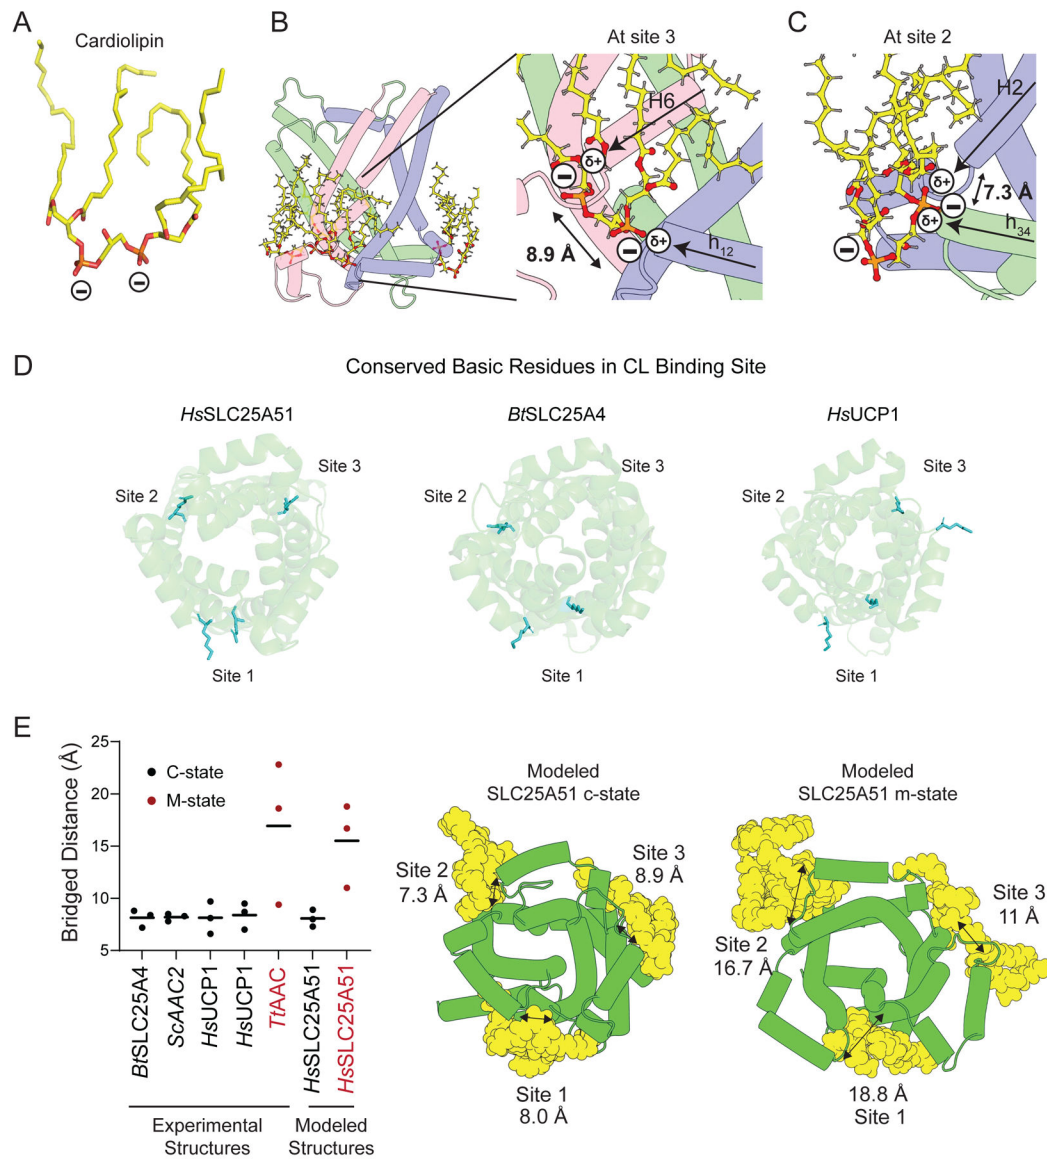 A
Cardiolipin
B
At site 3
H6
δ+
8.9 Å
δ+
h12
C
At site 2
H2
δ+
7.3 Å
δ+
h34
D
Conserved Basic Residues in CL Binding Site
HsSLC25A51
Site 2
Site 3
Site 1
BtSLC25A4
Site 2
Site 3
Site 1
HsUCP1
Site 2
Site 3
Site 1
E
Bridged Distance (Å)
25
20
15
10
5
C-state
M-state
BtSLC25A4
ScAAC2
HsUCP1
HsUCP1
TtAAC
HsSLC25A51
HsSLC25A51
Experimental
Structures
Modeled
Structures
Modeled
SLC25A51 c-state
Site 2
7.3 Å
Site 3
8.9 Å
Site 1
8.0 Å
Modeled
SLC25A51 m-state
Site 2
16.7 Å
Site 3
11 Å
18.8 Å
Site 1